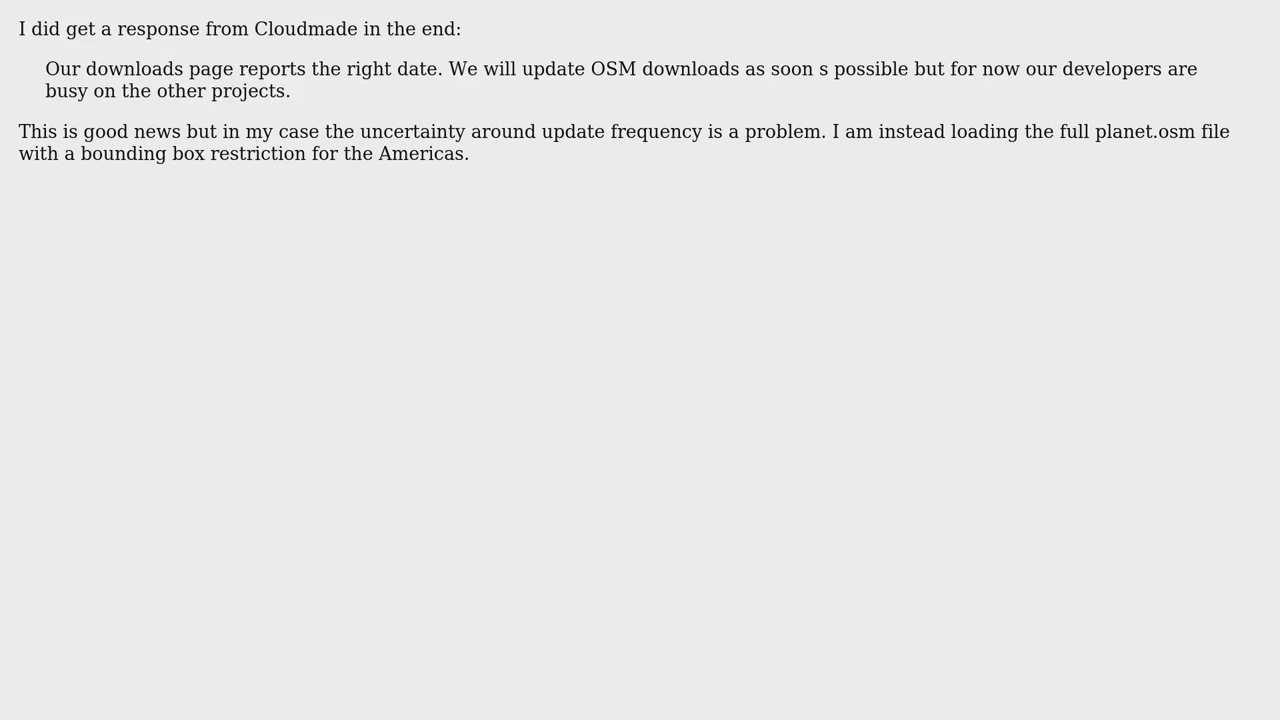 I did get a response from Cloudmade in the end:
Our downloads page reports the right date. We will update OSM downloads as soon s possible but for now our developers are
busy on the other projects.
This is good news but in my case the uncertainty around update frequency is a problem. I am instead loading the full planet.osm file
with a bounding box restriction for the Americas.